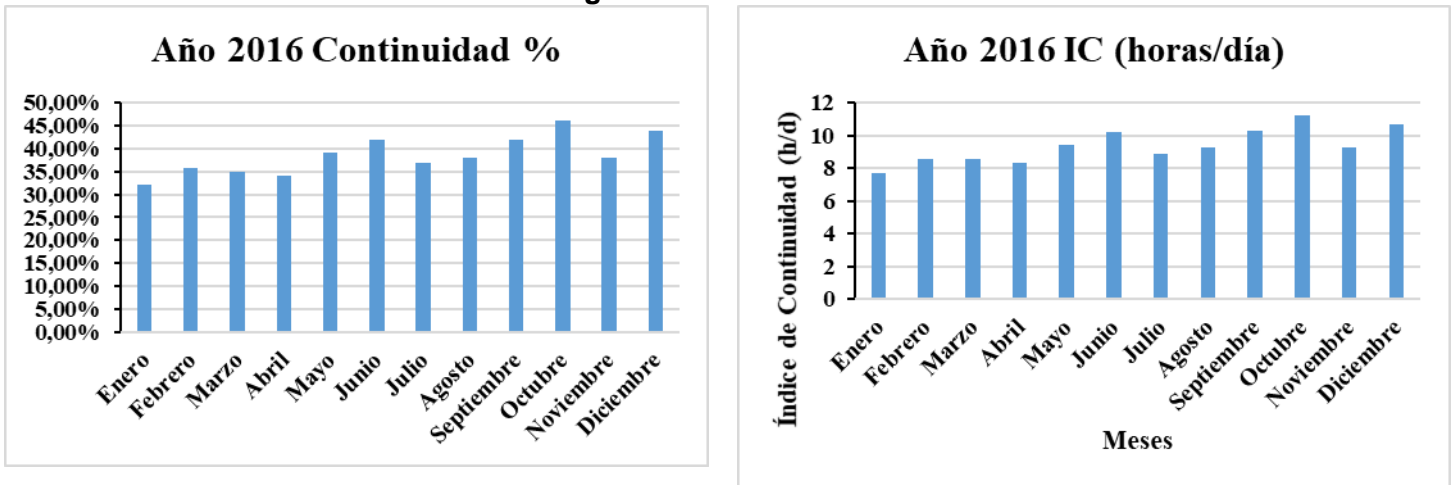 Año 2016 Continuidad %
50,00%
45,00%
40,00%
35,00%
30,00%
25,00%
20,00%
15,00%
10,00%
5,00%
0,00%
Enero
Febrero
Marzo
Abril
Mayo
Junio
Julio
Agosto
Septiembre
Octubre
Noviembre
Diciembre
Año 2016 IC (horas/día)
Índice de Continuidad (h/d)
12
10
8
6
4
2
0
Enero
Febrero
Marzo
Abril
Mayo
Junio
Julio
Agosto
Septiembre
Octubre
Noviembre
Diciembre
Meses